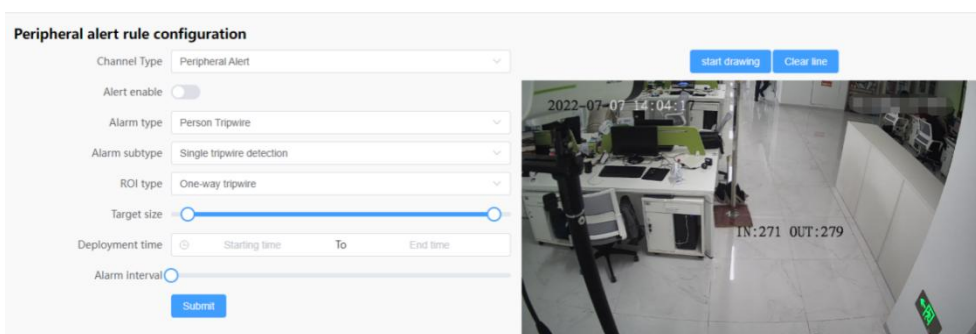 Peripheral alert rule configuration
Channel Type Peripheral Alert
Alert enable
Alarm type Person Tripwire
Alarm subtype Single tripwire detection
ROI type One-way tripwire
Target size
Deployment time Starting time To End time
Alarm interval
Submit
start drawing Clear line
2022-07-07 14:04:17
IN:271 OUT:279